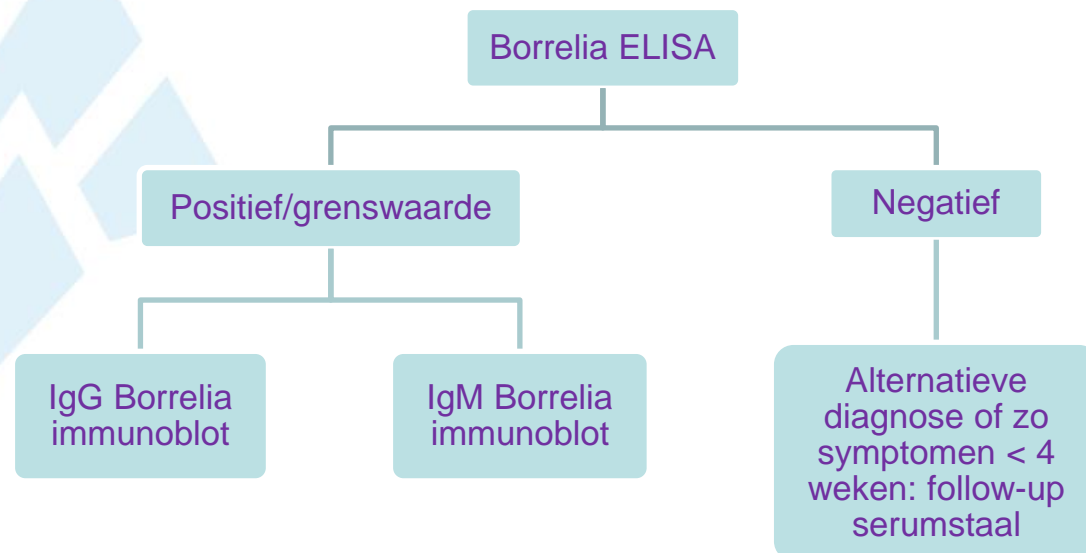 Borrelia ELISA
Positief/grenswaarde
Negatief
IgG Borrelia
immunoblot
IgM Borrelia
immunoblot
Alternatieve
diagnose of zo
symptomen < 4
weken: follow-up
serumstaal